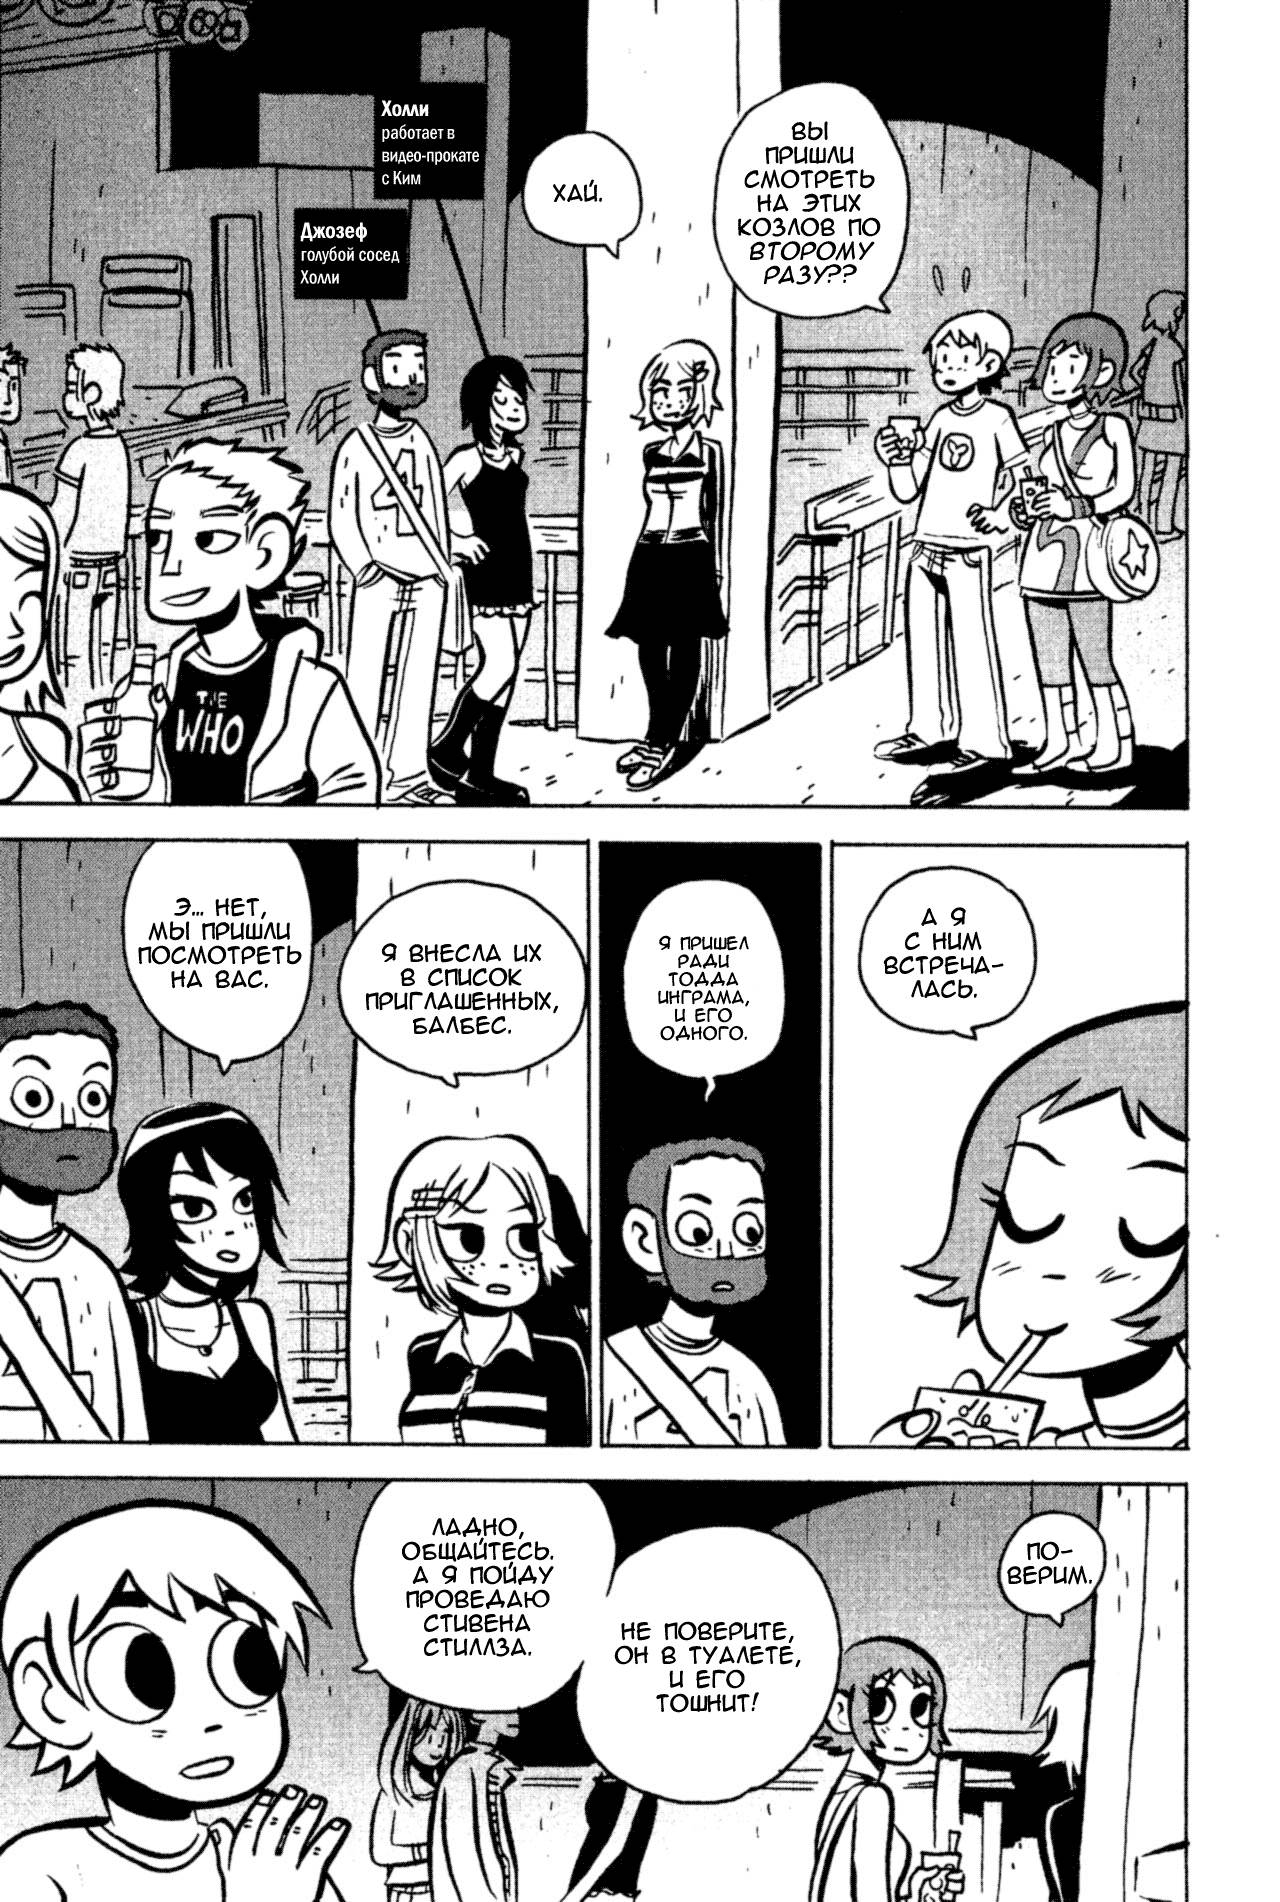 Холли
работает в
видео-прокате
с Ким
Джозеф
голубой сосед
Холли
ХАЙ.
ВЫ
ПРИШЛИ
СМОТРЕТЬ
НА ЭТИХ
КОЗЛОВ ПО
ВТОРОМУ
РАЗУ??
THE
WHO
4
Э... НЕТ,
МЫ ПРИШЛИ
ПОСМОТРЕТЬ
НА ВАС.
Я ВНЕСЛА ИХ
В СПИСОК
ПРИГЛАШЕННЫХ,
БАЛБЕС.
Я ПРИШЕЛ
РАДИ
ТОДДА
ИНГРАМА,
И ЕГО
ОДНОГО.
А Я
С НИМ
ВСТРЕЧА-
ЛАСЬ.
ЛАДНО,
ОБЩАЙТЕСЬ.
А Я ПОЙДУ
ПРОВЕДАЮ
СТИВЕНА
СТИЛЛЗА.
НЕ ПОВЕРИТЕ,
ОН В ТУАЛЕТЕ,
И ЕГО
ТОШНИТ!
ПО-
ВЕРИМ.